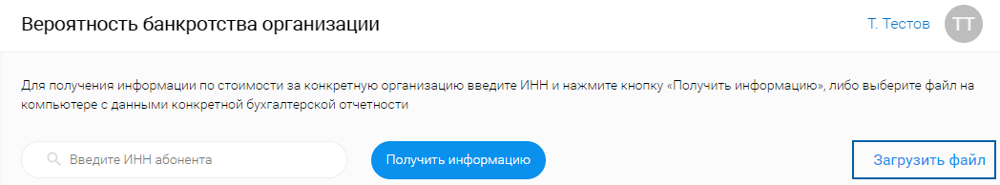 Вероятность банкротства организации
Т. Тестов
ТТ
Для получения информации по стоимости за конкретную организацию введите ИНН и нажмите кнопку «Получить информацию», либо выберите файл на
компьютере с данными конкретной бухгалтерской отчетности
Введите ИНН абонента
Получить информацию
Загрузить файл